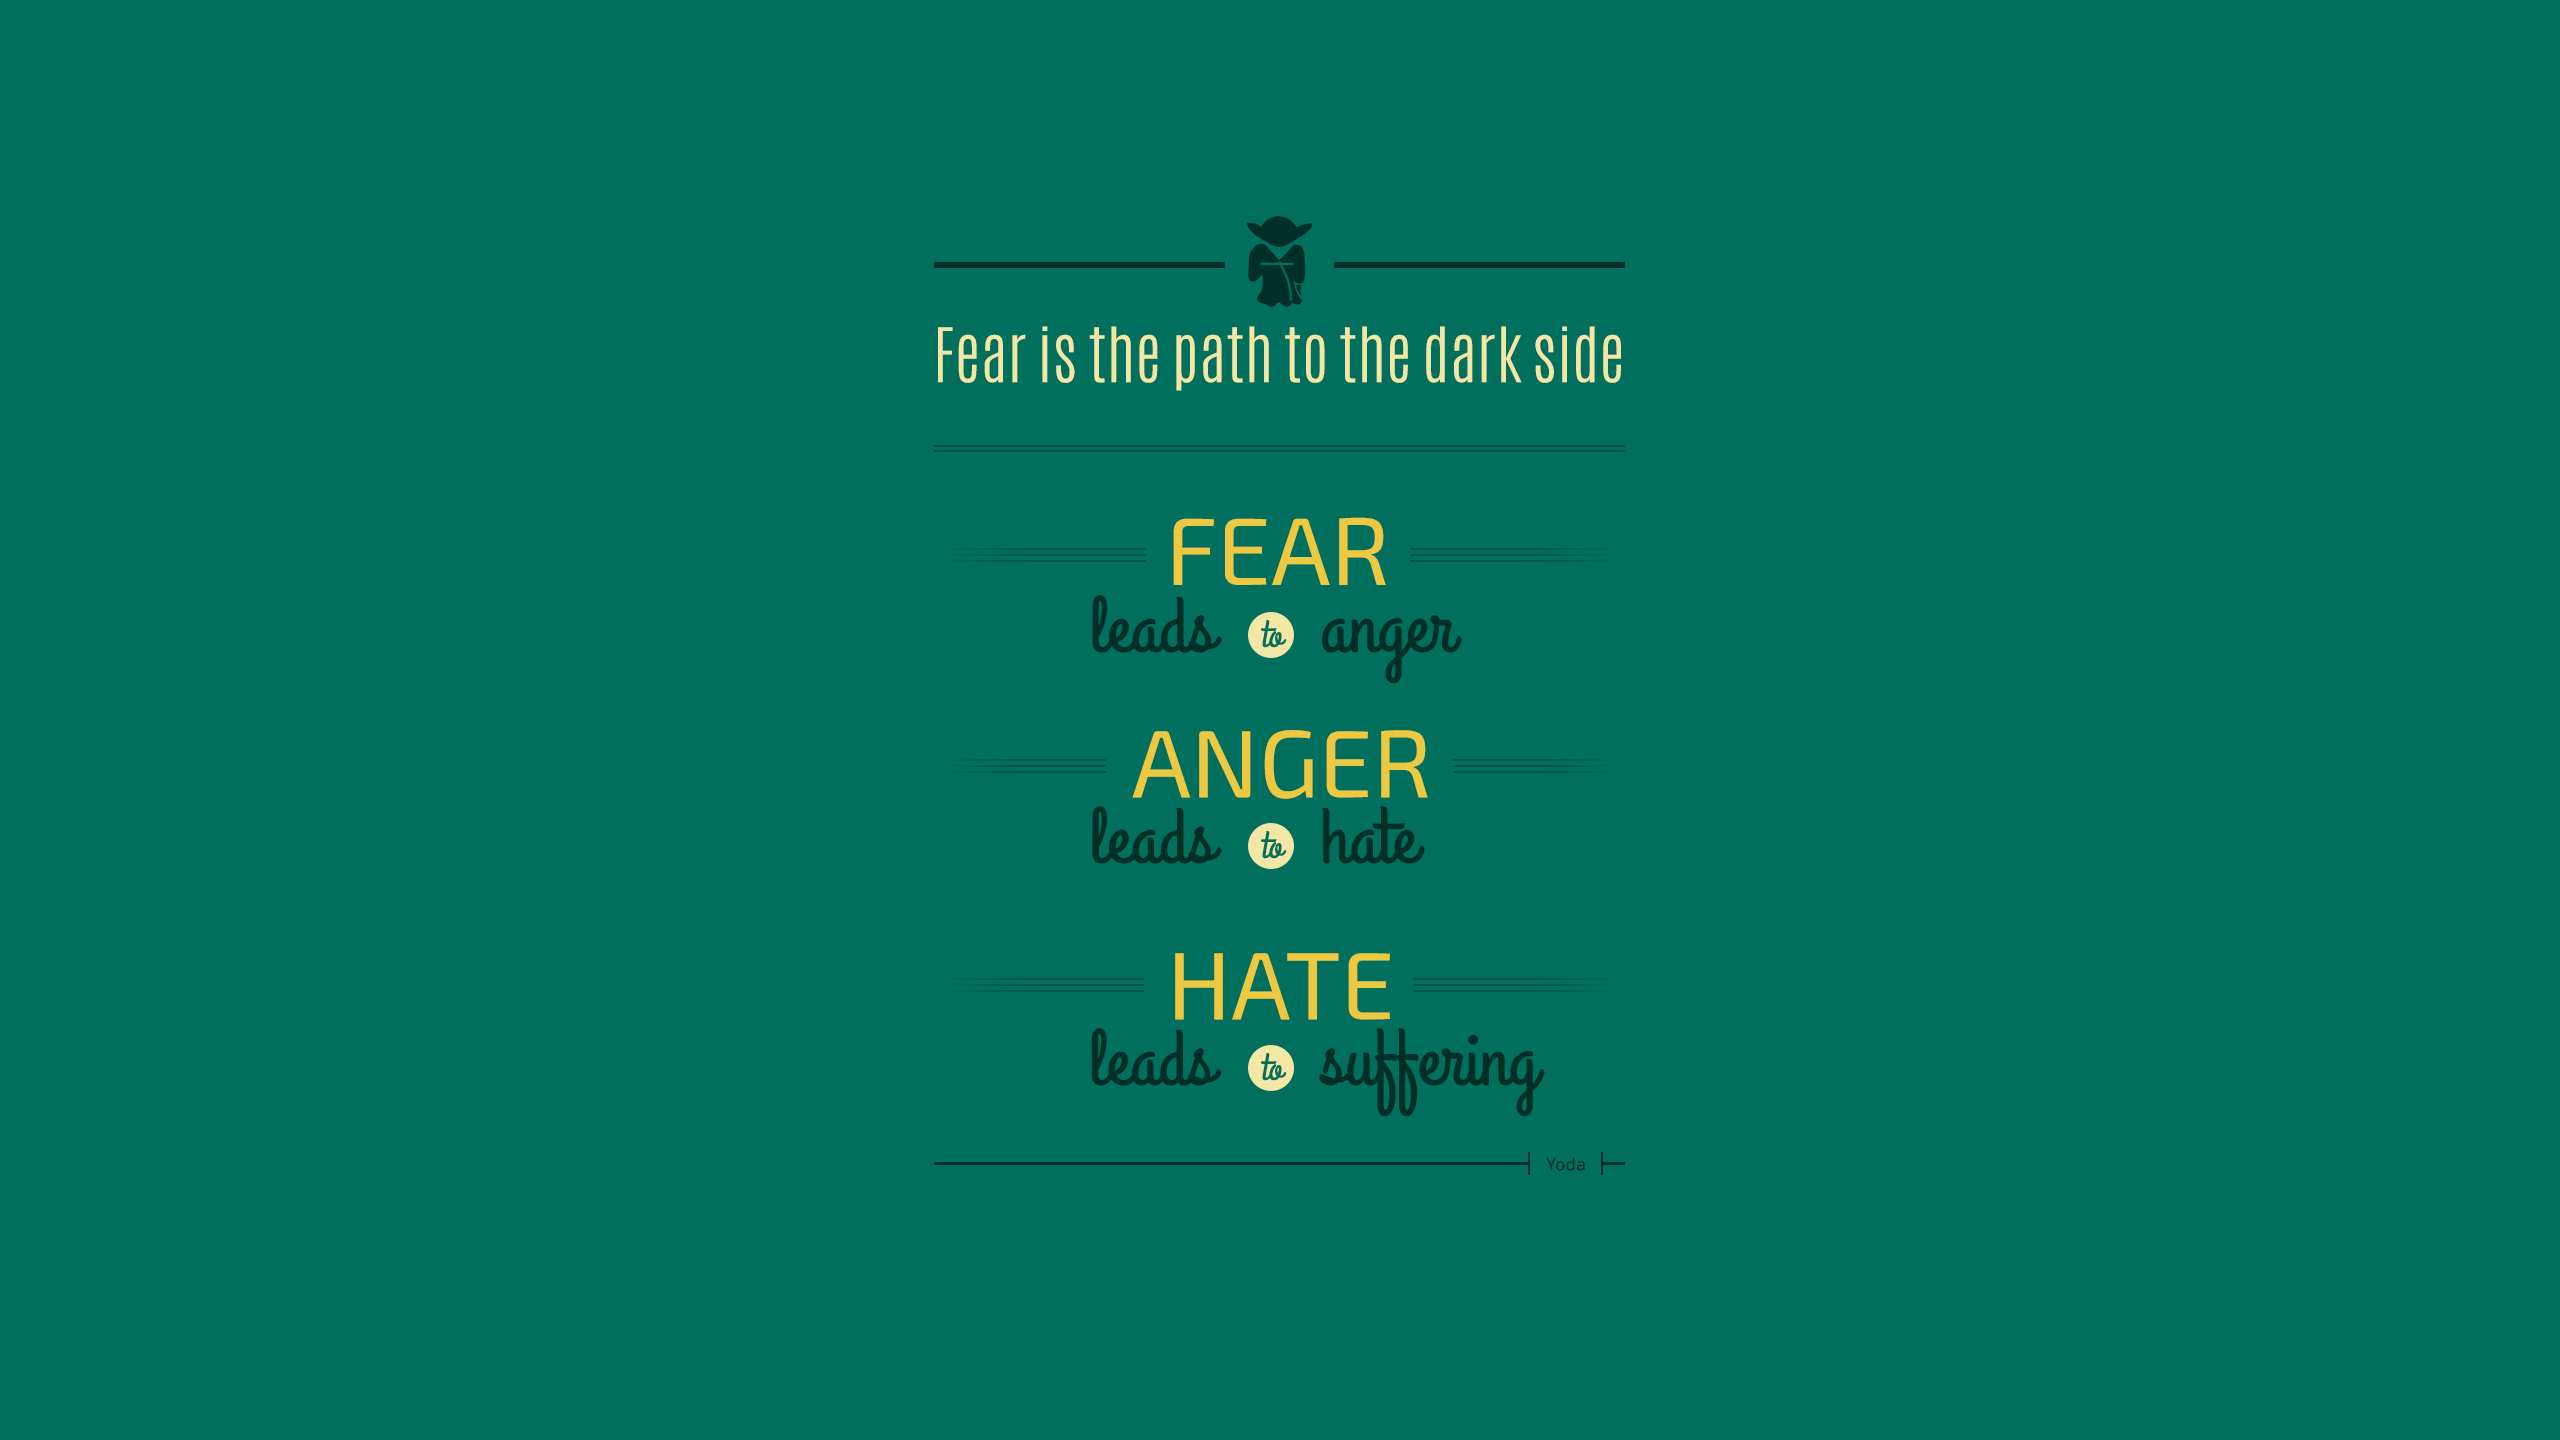 Fear is the path to the dark side
FEAR
leads to anger
ANGER
leads to hate
HATE
leads to suffering
Yoda